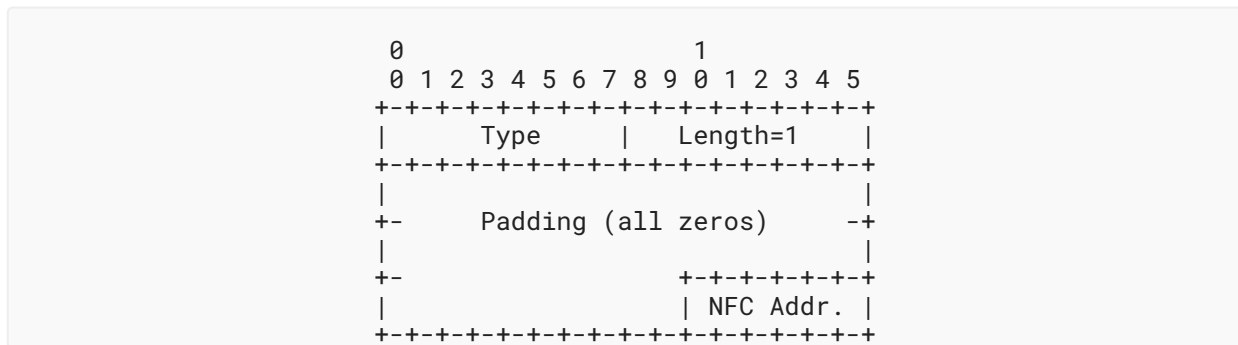 0                   1
 0 1 2 3 4 5 6 7 8 9 0 1 2 3 4 5
+-+-+-+-+-+-+-+-+-+-+-+-+-+-+-+-+
|      Type     |   Length=1    |
+-+-+-+-+-+-+-+-+-+-+-+-+-+-+-+-+
|                               |
+-     Padding (all zeros)     -+
|                               |
+-                  +-+-+-+-+-+-+
|                   | NFC Addr. |
+-+-+-+-+-+-+-+-+-+-+-+-+-+-+-+-+